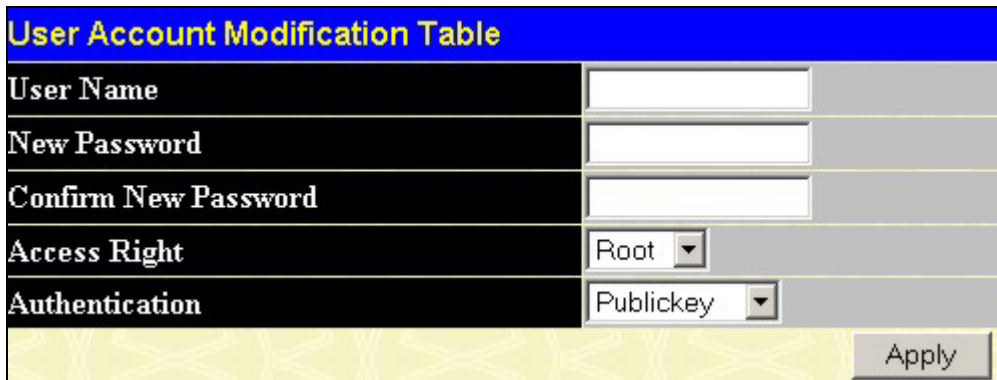 User Account Modification Table
User Name
New Password
Confirm New Password
Access Right Root
Authentication Publickey
Apply